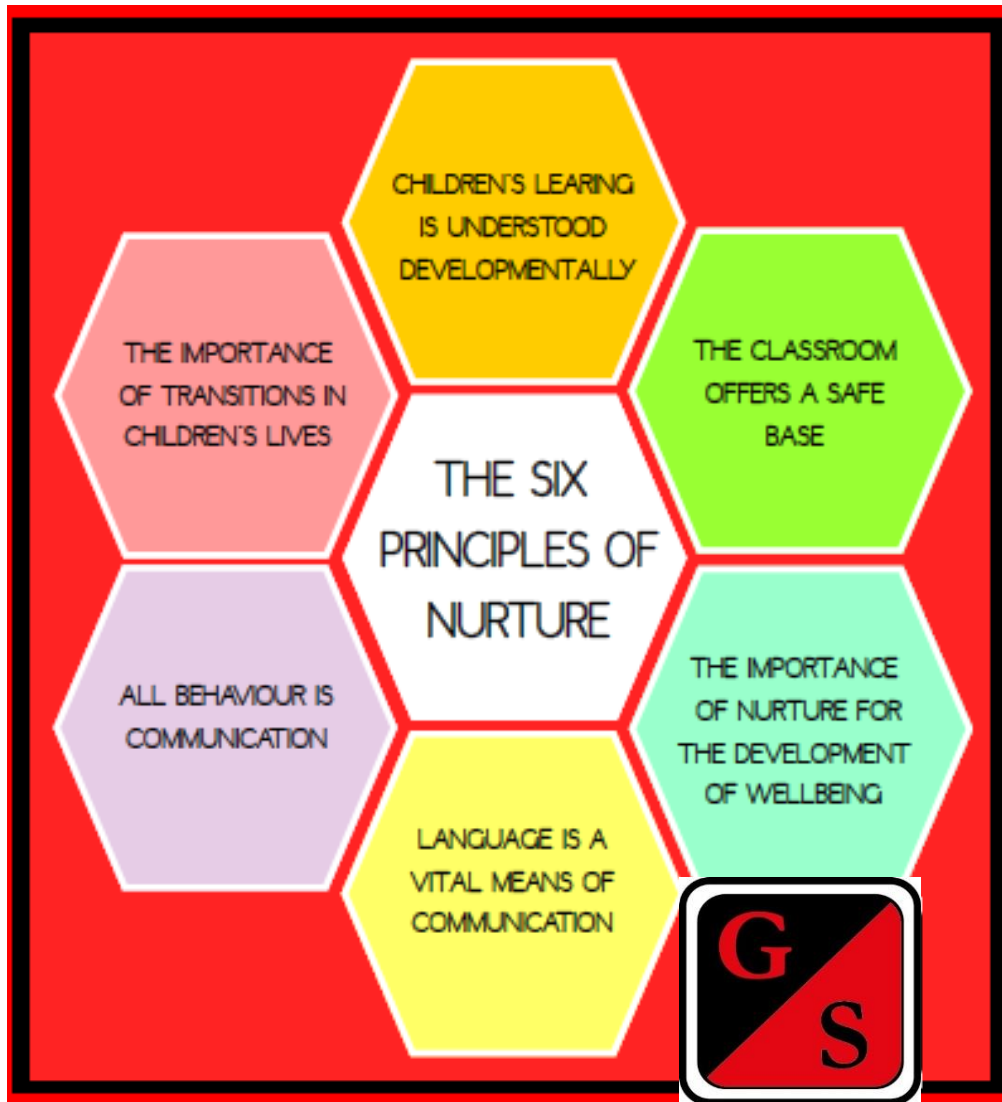 CHILDREN'S LEARING
IS UNDERSTOOD
DEVELOPMENTALLY
THE CLASSROOM
OFFERS A SAFE
BASE
THE IMPORTANCE
OF NURTURE FOR
THE DEVELOPMENT
OF WELLBEING
LANGUAGE IS A
VITAL MEANS OF
COMMUNICATION
ALL BEHAVIOUR IS
COMMUNICATION
THE IMPORTANCE
OF TRANSITIONS IN
CHILDREN'S LIVES
THE SIX
PRINCIPLES OF
NURTURE
G
S